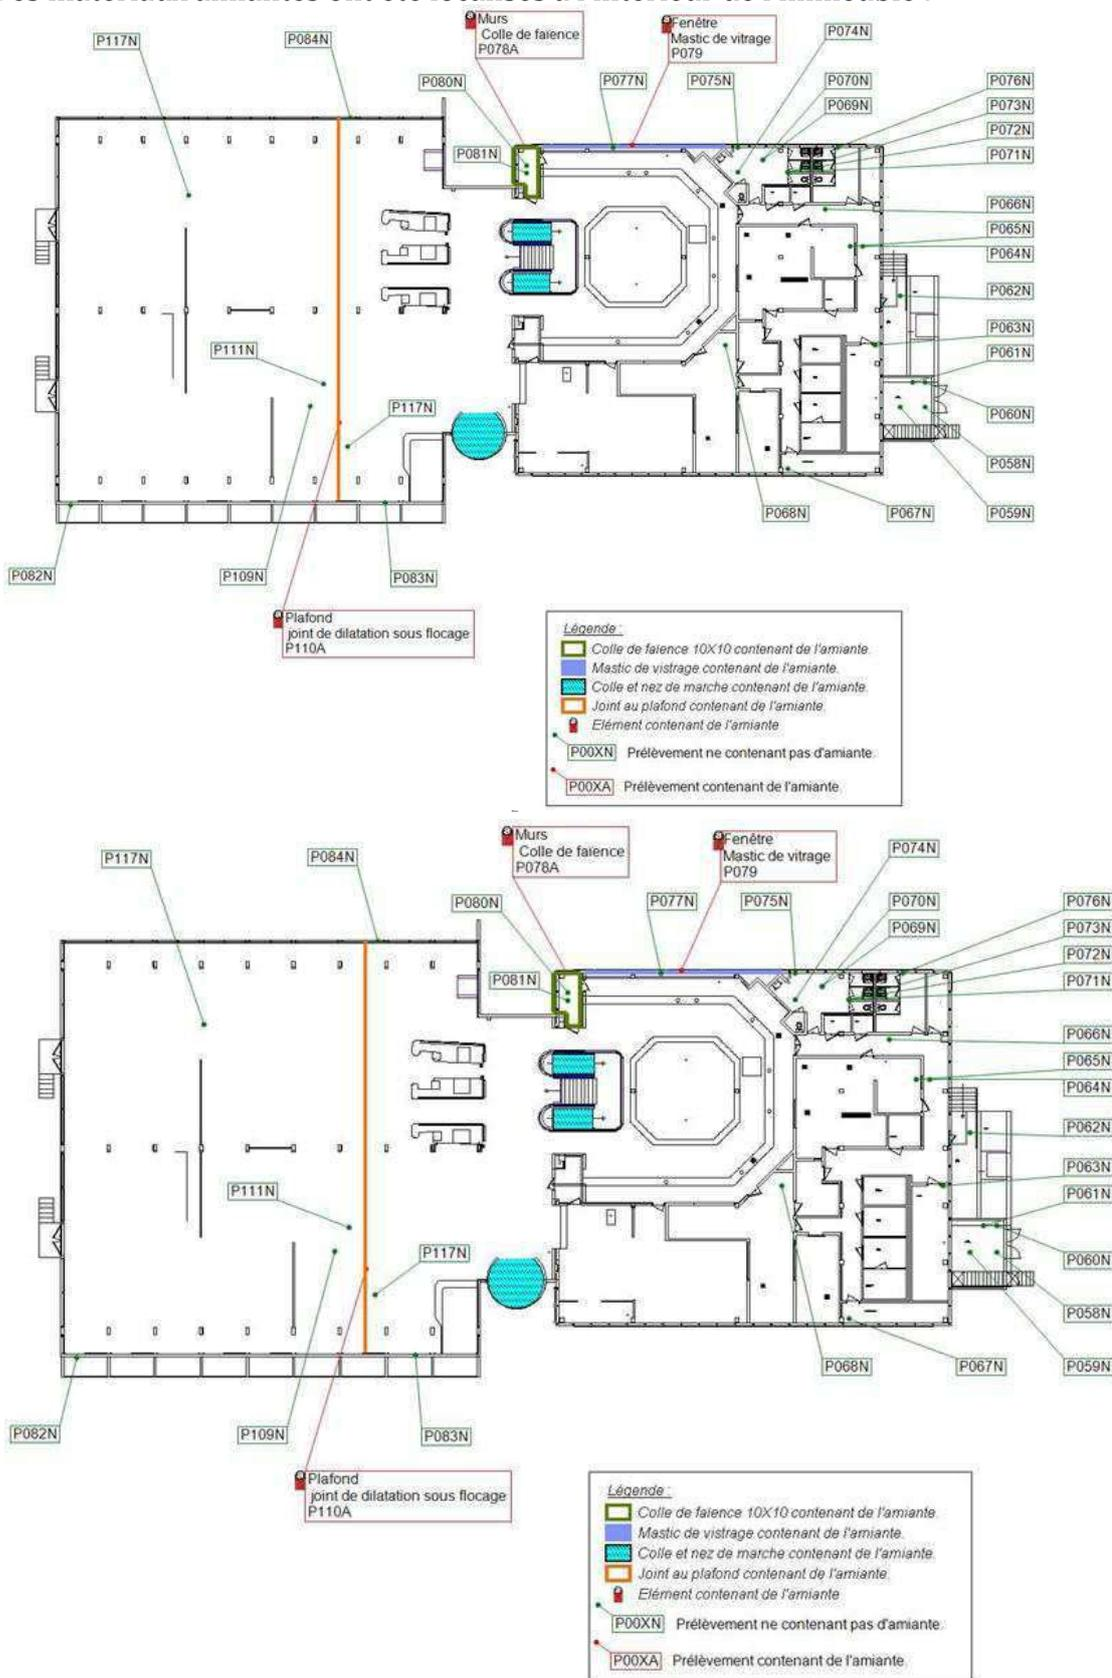 matériaux amiantés ont été localisés à l'intérieur de l'immeuble :
Murs
Colle de faïence
P078A
Fenêtre
Mastic de vitrage
P079
P117N
P084N
P074N
P080N
P077N
P075N
P070N
P076N
P069N
P073N
P072N
P081N
P071N
P066N
P065N
P064N
P062N
P063N
P111N
P061N
P117N
P060N
P058N
P068N
P067N
P059N
P082N
P109N
P083N
Plafond
joint de dilatation sous flocage
P110A
Légende :
Colle de faïence 10X10 contenant de l'amiante.
Mastic de vistrage contenant de l'amiante.
Colle et nez de marche contenant de l'amiante.
Joint au plafond contenant de l'amiante.
Elément contenant de l'amiante
P00XN Prélèvement ne contenant pas d'amiante.
P00XA Prélèvement contenant de l'amiante.
Murs
Colle de faïence
P078A
Fenêtre
Mastic de vitrage
P079
P117N
P084N
P074N
P080N
P077N
P075N
P070N
P076N
P069N
P073N
P072N
P081N
P071N
P066N
P065N
P064N
P062N
P063N
P111N
P061N
P117N
P060N
P058N
P068N
P067N
P059N
P082N
P109N
P083N
Plafond
joint de dilatation sous flocage
P110A
Légende :
Colle de faïence 10X10 contenant de l'amiante.
Mastic de vistrage contenant de l'amiante.
Colle et nez de marche contenant de l'amiante.
Joint au plafond contenant de l'amiante.
Elément contenant de l'amiante
P00XN Prélèvement ne contenant pas d'amiante.
P00XA Prélèvement contenant de l'amiante.